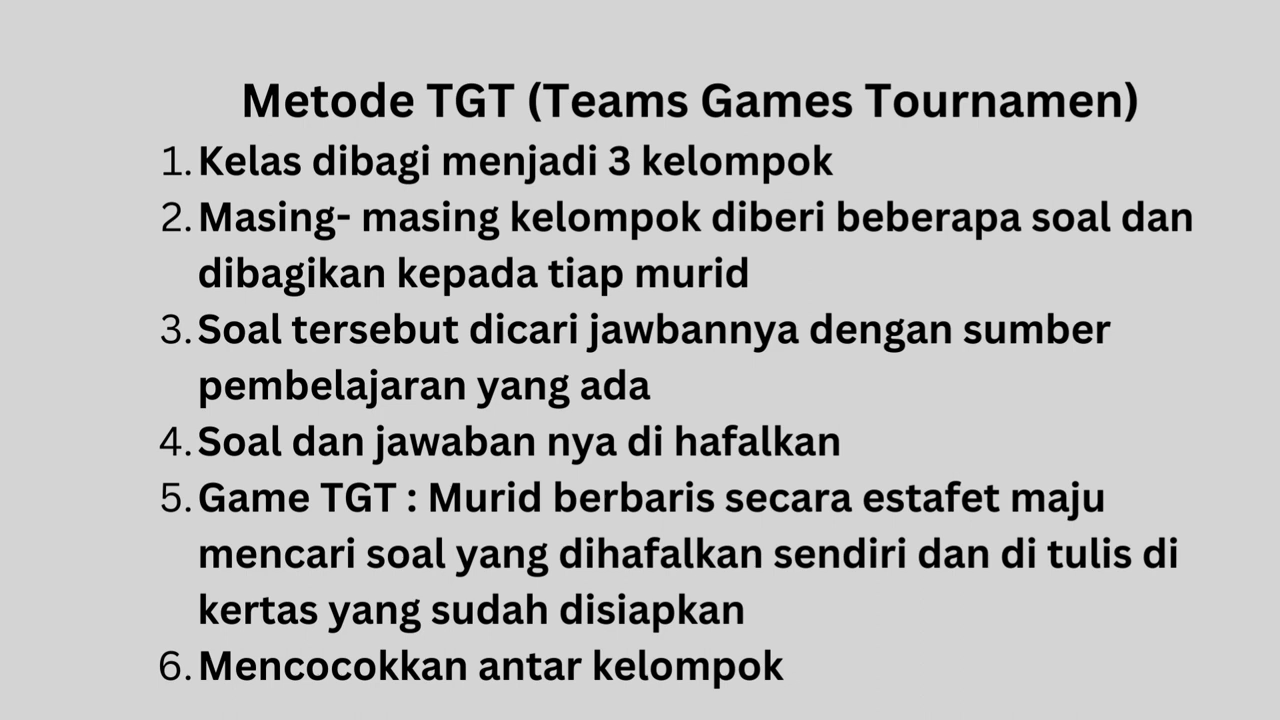 Metode TGT (Teams Games Tournamen)
1. Kelas dibagi menjadi 3 kelompok
2. Masing- masing kelompok diberi beberapa soal dan
dibagikan kepada tiap murid
3. Soal tersebut dicari jawbannya dengan sumber
pembelajaran yang ada
4. Soal dan jawaban nya di hafalkan
5. Game TGT : Murid berbaris secara estafet maju
mencari soal yang dihafalkan sendiri dan di tulis di
kertas yang sudah disiapkan
6. Mencocokkan antar kelompok